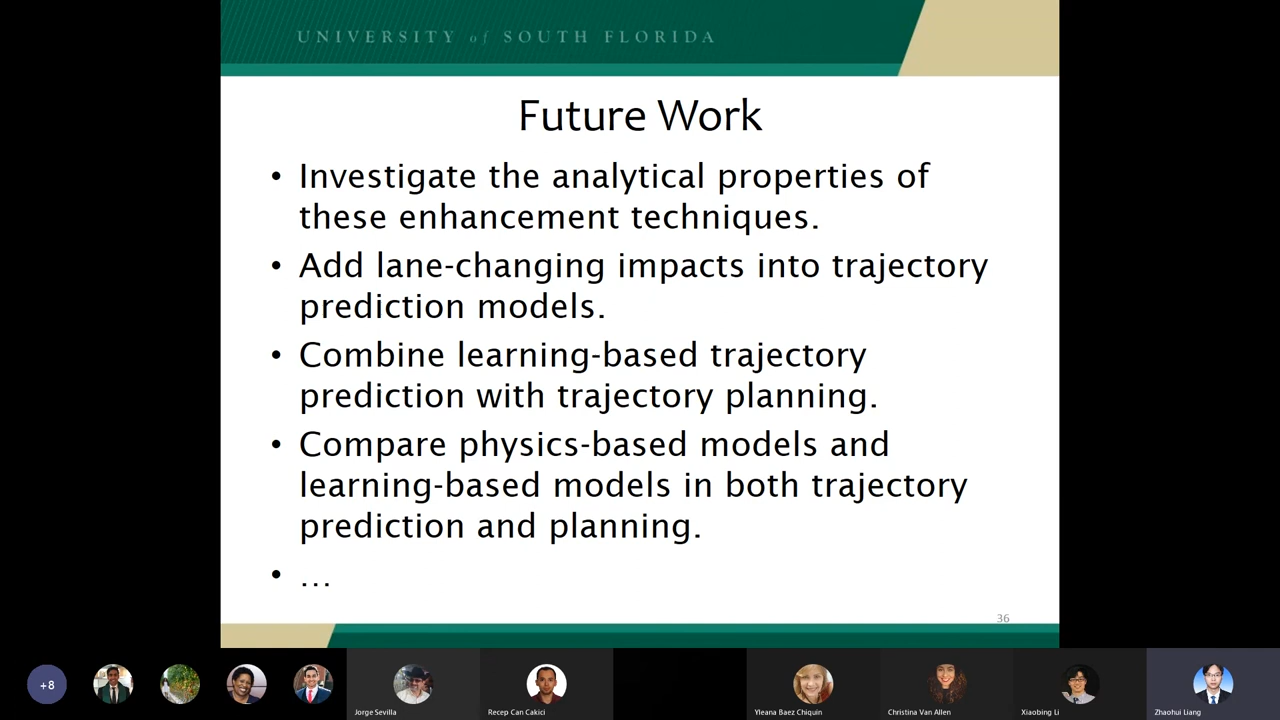 UNIVERSITY of SOUTH FLORIDA
Future Work
• Investigate the analytical properties of
these enhancement techniques.
• Add lane-changing impacts into trajectory
prediction models.
• Combine learning-based trajectory
prediction with trajectory planning.
• Compare physics-based models and
learning-based models in both trajectory
prediction and planning.
• ...
36
+8
Jorge Sevilla
Recep Can Cakici
Yleana Baez Chiquin
Christina Van Allen
Xiaobing Li
Zhaohui Liang